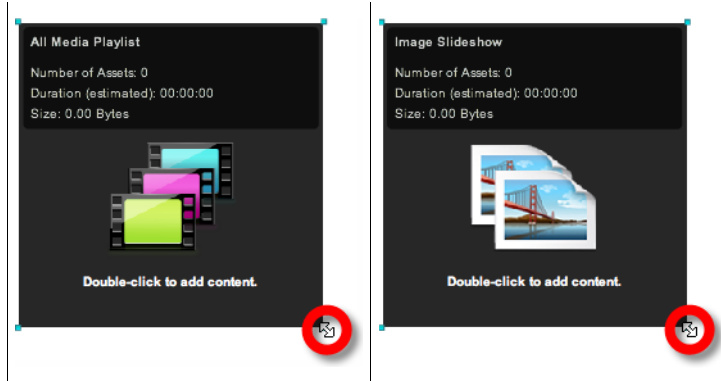 All Media Playlist
Number of Assets: 0
Duration (estimated): 00:00:00
Size: 0.00 Bytes
Double-click to add content.
Image Slideshow
Number of Assets: 0
Duration (estimated): 00:00:00
Size: 0.00 Bytes
Double-click to add content.